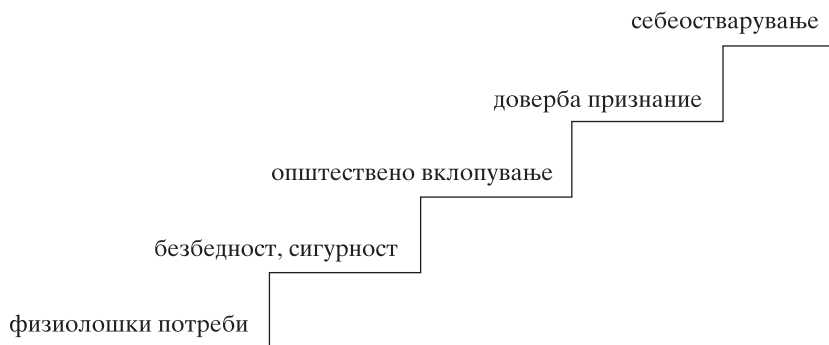 себеостварување
доверба признание
општествено вклопување
безбедност, сигурност
физиолошки потреби